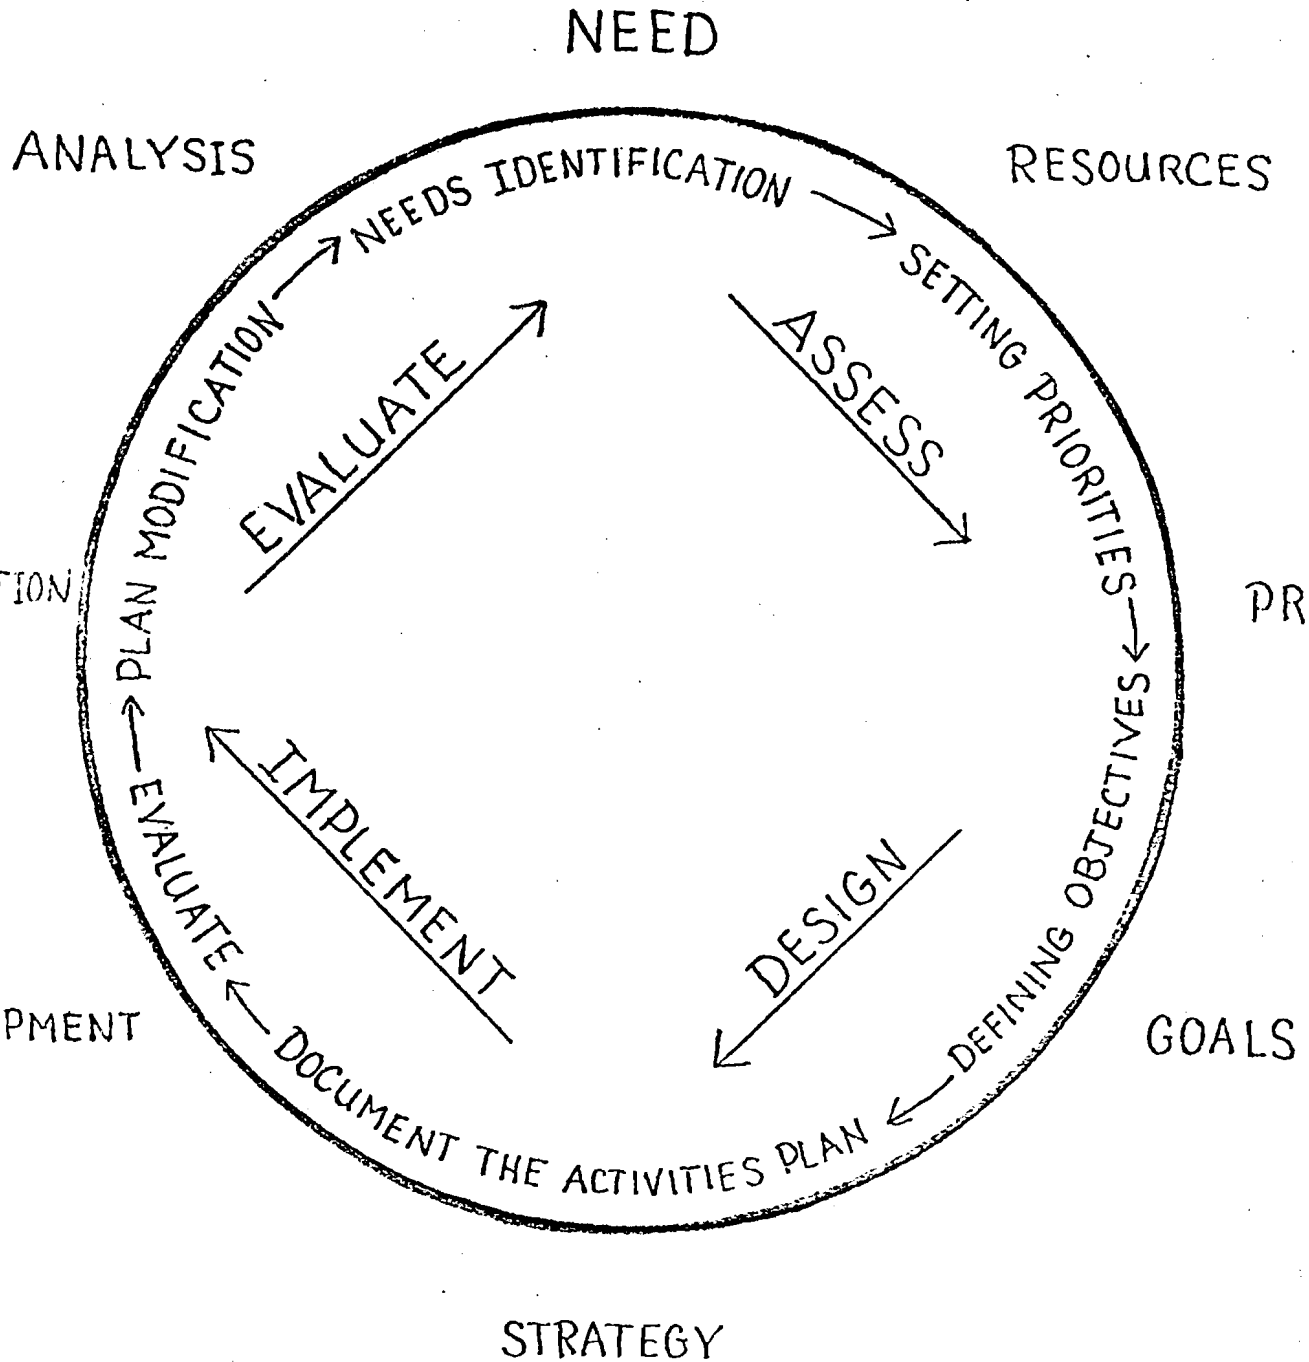 NEED
ANALYSIS
RESOURCES
NEEDS IDENTIFICATION
SETTING PRIORITIES
DEFINING OBJECTIVES
DOCUMENT THE ACTIVITIES PLAN
EVALUATE
PLAN MODIFICATION
EVALUATE
ASSESS
DESIGN
IMPLEMENT
TION
PR
PMENT
GOALS
STRATEGY